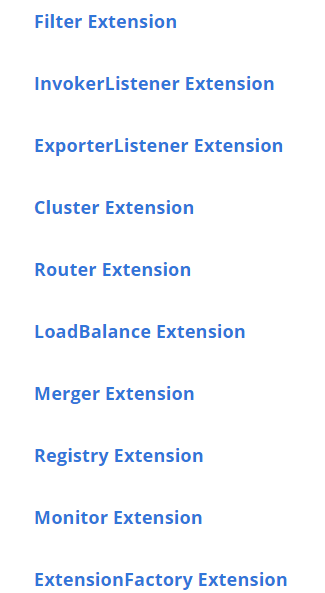 Filter Extension
InvokerListener Extension
ExporterListener Extension
Cluster Extension
Router Extension
LoadBalance Extension
Merger Extension
Registry Extension
Monitor Extension
ExtensionFactory Extension